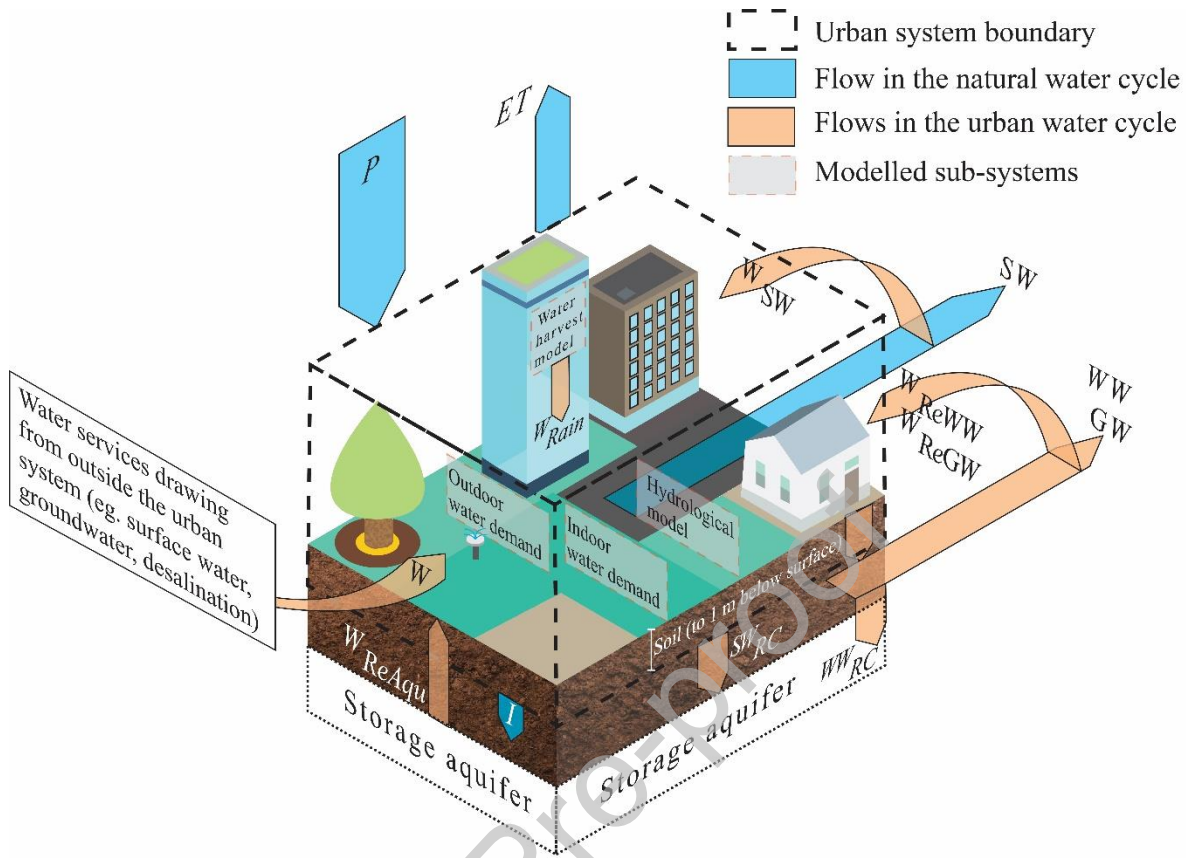 Urban system boundary
Flow in the natural water cycle
Flows in the urban water cycle
Modelled sub-systems
P
ET
Water
harvest
model
W Rain
W SW
SW
W ReWW
W ReGW
WW
GW
Water services drawing
from outside the urban
system (eg. surface water,
groundwater, desalination)
W
Outdoor
water demand
Indoor
water demand
Hydrological
model
Soil (to 1 m below surface)
W ReAqu
I
SW RC
WW RC
Storage aquifer
Storage aquifer
Pre-proof